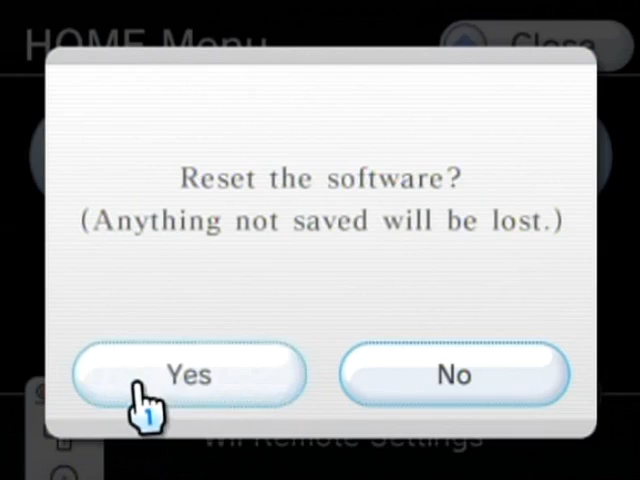 HOME Menu
Close
Reset the software?
(Anything not saved will be lost.)
Yes
No
1
Wii Remote Settings